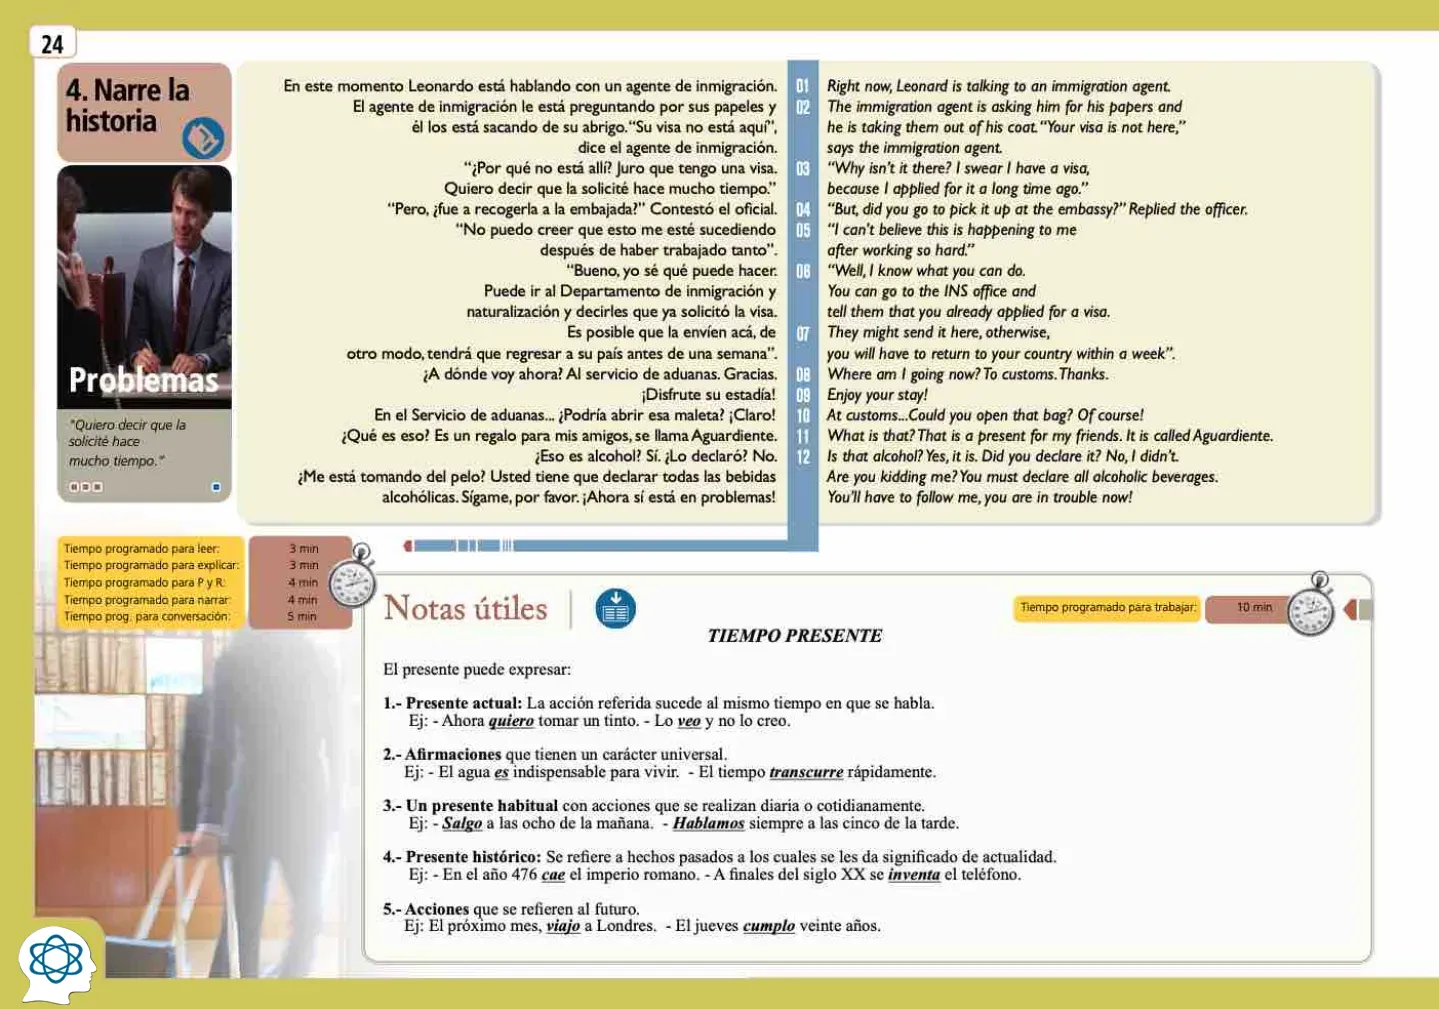 24
4. Narre la
historia
Problemas
"Quiero decir que la
solicité hace
mucho tiempo."
En este momento Leonardo está hablando con un agente de inmigración.
El agente de inmigración le está preguntando por sus papeles y
él los está sacando de su abrigo. "Su visa no está aquí",
dice el agente de inmigración.
"¿Por qué no está allí? Juro que tengo una visa.
Quiero decir que la solicité hace mucho tiempo."
"Pero, ¿fue a recogerla a la embajada?" Contestó el oficial.
"No puedo creer que esto me esté sucediendo
después de haber trabajado tanto".
"Bueno, yo sé qué puede hacer.
Puede ir al Departamento de inmigración y
naturalización y decirles que ya solicitó la visa.
Es posible que la envíen acá, de
otro modo, tendrá que regresar a su país antes de una semana".
¿A dónde voy ahora? Al servicio de aduanas. Gracias.
¡Disfrute su estadía!
En el Servicio de aduanas... ¿Podría abrir esa maleta? ¡Claro!
¿Qué es eso? Es un regalo para mis amigos, se llama Aguardiente.
¿Eso es alcohol? Sí. ¿Lo declaró? No.
¿Me está tomando del pelo? Usted tiene que declarar todas las bebidas
alcohólicas. Sígame, por favor. ¡Ahora sí está en problemas!
01
02
03
04
05
06
07
08
09
10
11
12
Right now, Leonard is talking to an immigration agent.
The immigration agent is asking him for his papers and
he is taking them out of his coat. "Your visa is not here,"
says the immigration agent.
"Why isn't it there? I swear I have a visa,
because I applied for it a long time ago."
"But, did you go to pick it up at the embassy?" Replied the officer.
"I can't believe this is happening to me
after working so hard."
"Well, I know what you can do.
You can go to the INS office and
tell them that you already applied for a visa.
They might send it here, otherwise,
you will have to return to your country within a week".
Where am I going now? To customs. Thanks.
Enjoy your stay!
At customs...Could you open that bag? Of course!
What is that? That is a present for my friends. It is called Aguardiente.
Is that alcohol? Yes, it is. Did you declare it? No, I didn't.
Are you kidding me? You must declare all alcoholic beverages.
You'll have to follow me, you are in trouble now!
Tiempo programado para leer: 3 min
Tiempo programado para explicar: 3 min
Tiempo programado para P y R: 4 min
Tiempo programado para narrar: 4 min
Tiempo prog. para conversación: 5 min
Notas útiles
Tiempo programado para trabajar: 10 min
TIEMPO PRESENTE
El presente puede expresar:
1.- Presente actual: La acción referida sucede al mismo tiempo en que se habla.
Ej: - Ahora quiero tomar un tinto. - Lo veo y no lo creo.
2.- Afirmaciones que tienen un carácter universal.
Ej: - El agua es indispensable para vivir. - El tiempo transcurre rápidamente.
3.- Un presente habitual con acciones que se realizan diaria o cotidianamente.
Ej: - Salgo a las ocho de la mañana. - Hablamos siempre a las cinco de la tarde.
4.- Presente histórico: Se refiere a hechos pasados a los cuales se les da significado de actualidad.
Ej: - En el año 476 cae el imperio romano. - A finales del siglo XX se inventa el teléfono.
5.- Acciones que se refieren al futuro.
Ej: El próximo mes, viajo a Londres. - El jueves cumplo veinte años.